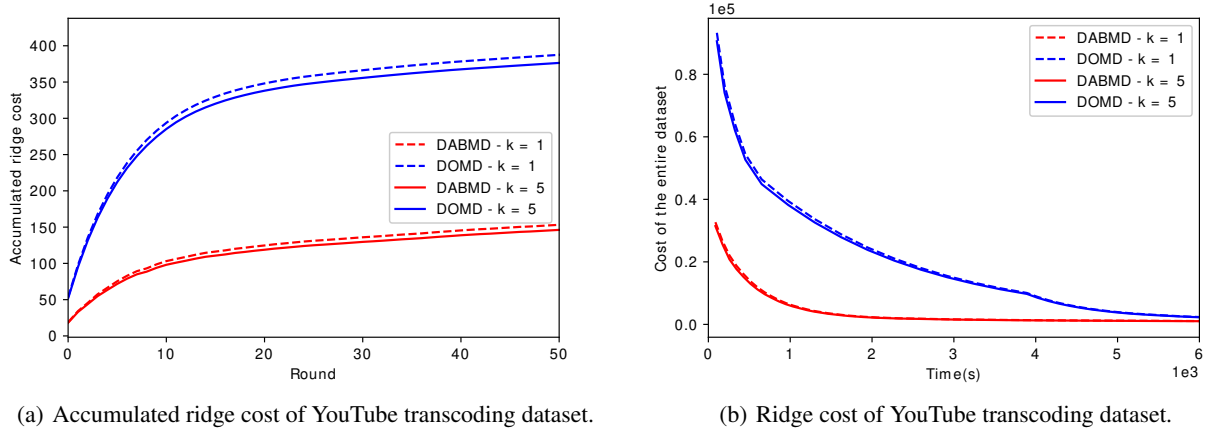 400
350
300
250
200
150
100
50
0
Accumulated ridge cost
DABMD - k = 1
DOMD - k = 1
DABMD - k = 5
DOMD - k = 5
0 10 20 30 40 50
Round
(a) Accumulated ridge cost of YouTube transcoding dataset.
1e5
0.8
0.6
0.4
0.2
0.0
Cost of the entire dataset
DABMD - k = 1
DOMD - k = 1
DABMD - k = 5
DOMD - k = 5
0 1 2 3 4 5 6
Time(s)
1e3
(b) Ridge cost of YouTube transcoding dataset.